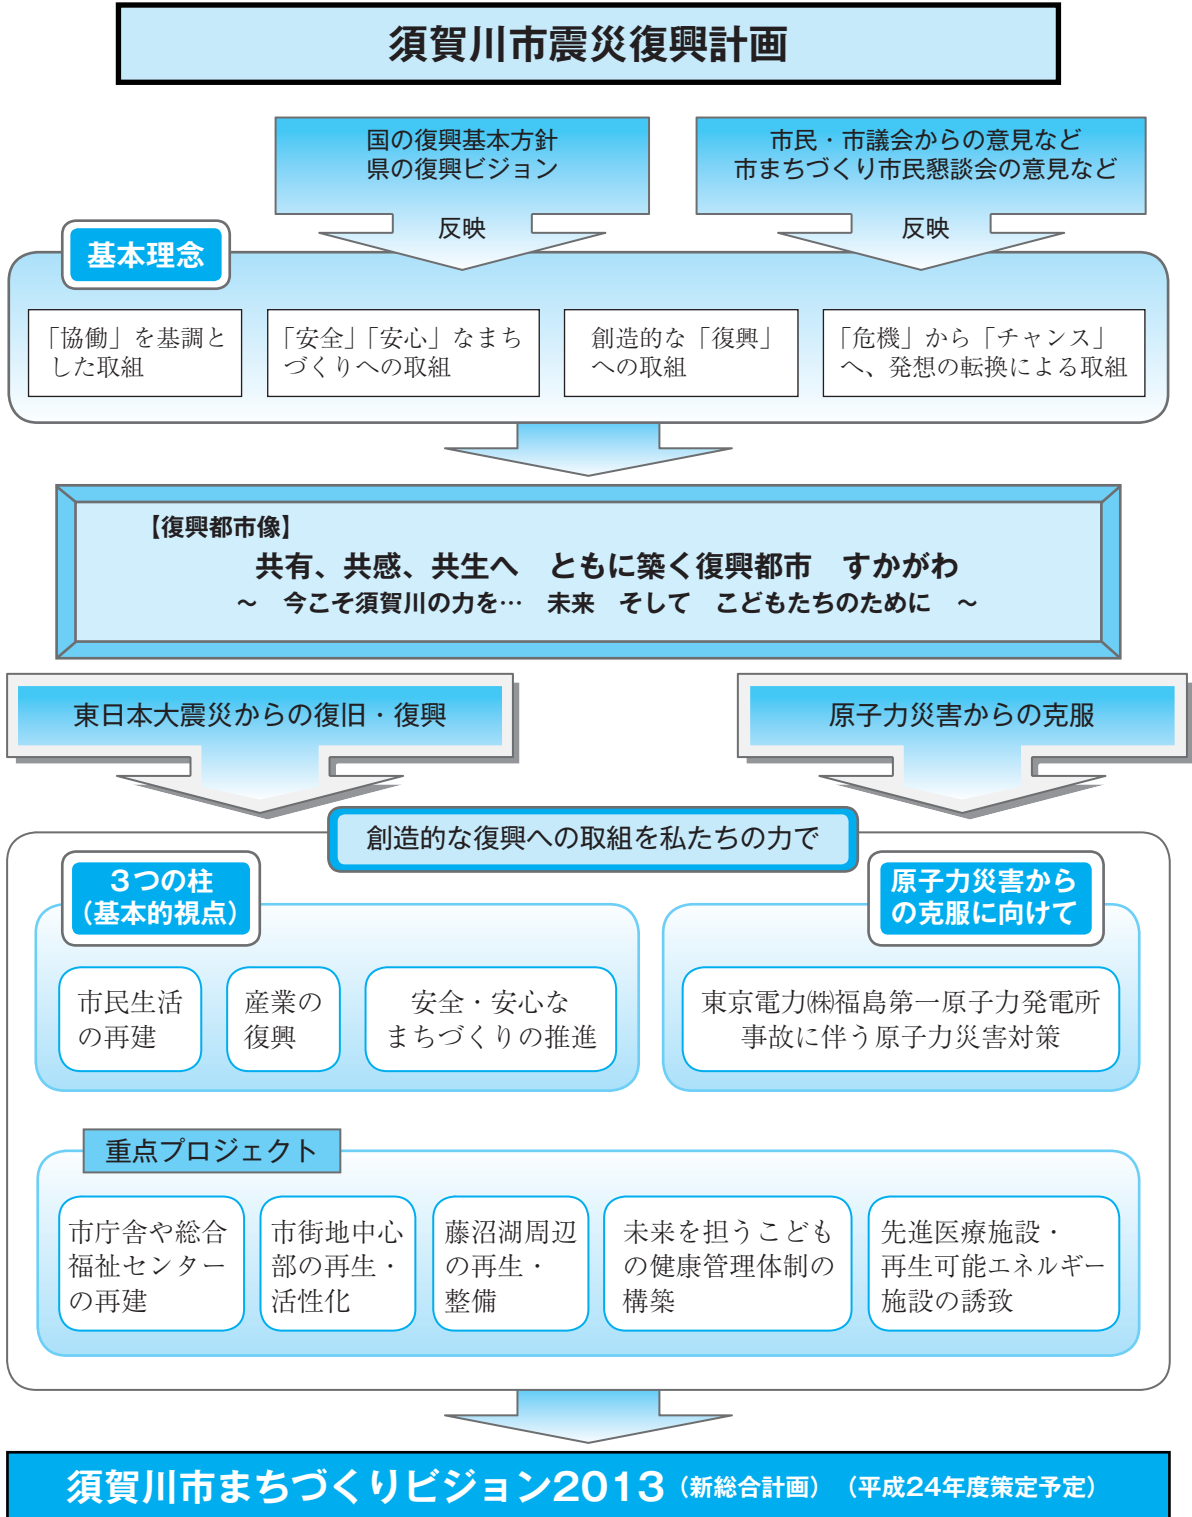 須賀川市震災復興計画
国の復興基本方針
県の復興ビジョン
市民・市議会からの意見など
市まちづくり市民懇談会の意見など
反映
反映
基本理念
「協働」を基調と
した取組
「安全」「安心」なまち
づくりへの取組
創造的な「復興」
への取組
「危機」から「チャンス」
へ、発想の転換による取組
【復興都市像】
共有、共感、共生へ　ともに築く復興都市　すかがわ
～　今こそ須賀川の力を…　未来　そして　こどもたちのために　～
東日本大震災からの復旧・復興
原子力災害からの克服
創造的な復興への取組を私たちの力で
３つの柱
（基本的視点）
原子力災害から
の克服に向けて
市民生活
の再建
産業の
復興
安全・安心な
まちづくりの推進
東京電力㈱福島第一原子力発電所
事故に伴う原子力災害対策
重点プロジェクト
市庁舎や総合
福祉センター
の再建
市街地中心
部の再生・
活性化
藤沼湖周辺
の再生・
整備
未来を担うこども
の健康管理体制の
構築
先進医療施設・
再生可能エネルギー
施設の誘致
須賀川市まちづくりビジョン2013（新総合計画）（平成24年度策定予定）